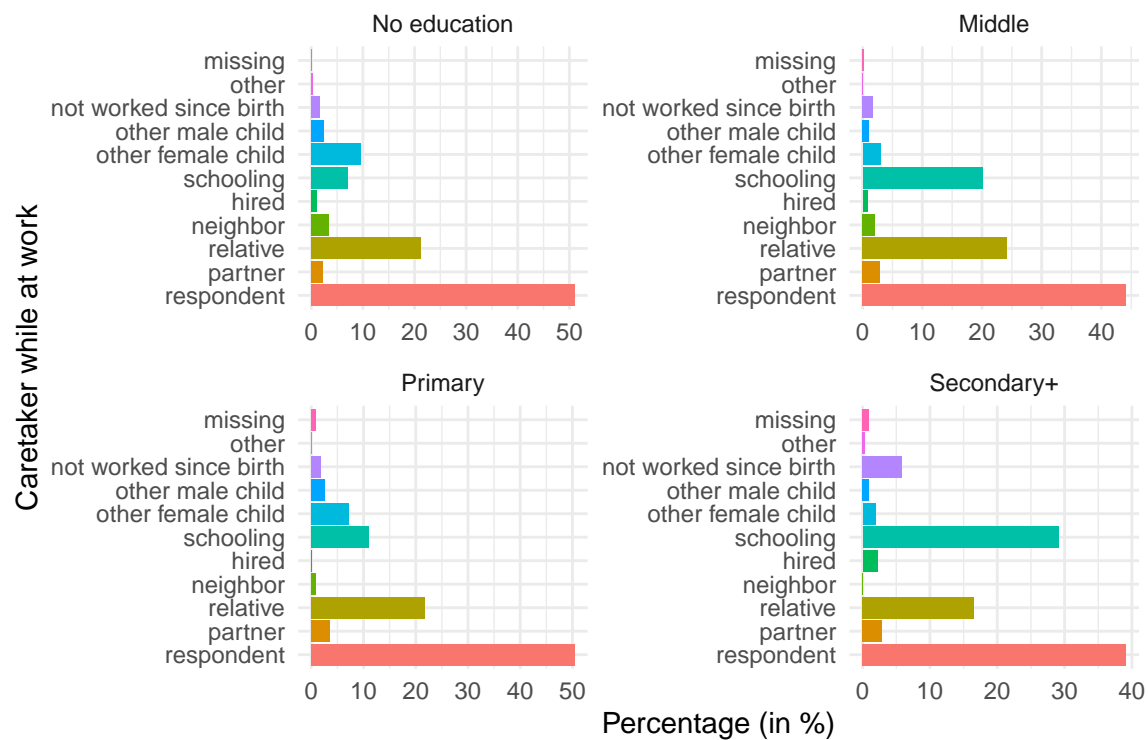 No education
missing
other
not worked since birth
other male child
other female child
schooling
hired
neighbor
relative
partner
respondent
0 10 20 30 40 50
Middle
missing
other
not worked since birth
other male child
other female child
schooling
hired
neighbor
relative
partner
respondent
0 10 20 30 40
Primary
missing
other
not worked since birth
other male child
other female child
schooling
hired
neighbor
relative
partner
respondent
0 10 20 30 40 50
Secondary+
missing
other
not worked since birth
other male child
other female child
schooling
hired
neighbor
relative
partner
respondent
0 10 20 30 40
Caretaker while at work
Percentage (in %)